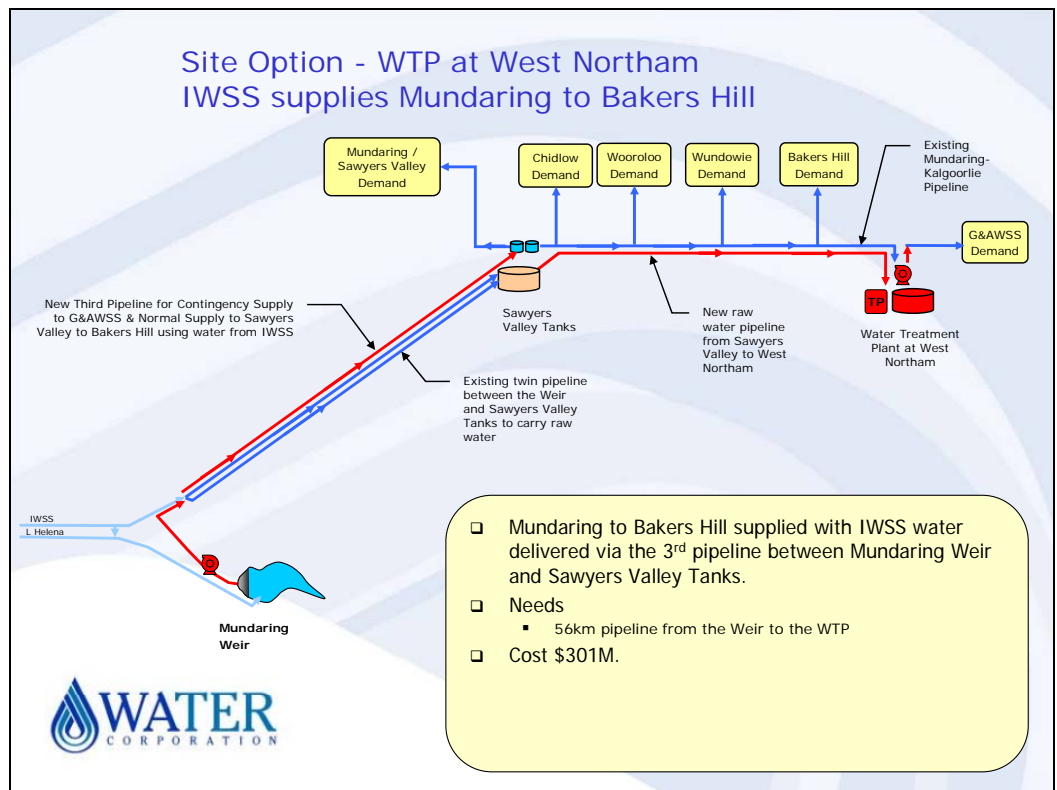 Site Option - WTP at West Northam
IWSS supplies Mundaring to Bakers Hill
Mundaring /
Sawyers Valley
Demand
Chidlow
Demand
Wooroloo
Demand
Wundowie
Demand
Bakers Hill
Demand
Existing
Mundaring-
Kalgoorlie
Pipeline
G&AWSS
Demand
New Third Pipeline for Contingency Supply
to G&AWSS & Normal Supply to Sawyers
Valley to Bakers Hill using water from IWSS
Sawyers
Valley Tanks
New raw
water pipeline
from Sawyers
Valley to West
Northam
TP
Water Treatment
Plant at West
Northam
Existing twin pipeline
between the Weir
and Sawyers Valley
Tanks to carry raw
water
IWSS
L Helena
Mundaring
Weir
Mundaring to Bakers Hill supplied with IWSS water
delivered via the 3rd pipeline between Mundaring Weir
and Sawyers Valley Tanks.
Needs
56km pipeline from the Weir to the WTP
Cost $301M.
WATER
CORPORATION